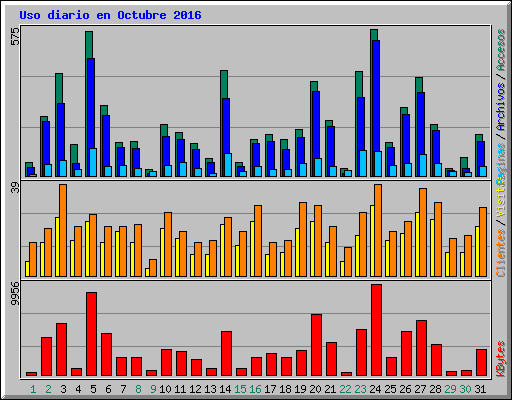 Uso diario en Octubre 2016
575
39
9956
Accesos / Archivos / Paginas
Clientes / Visitas
KBytes
1 2 3 4 5 6 7 8 9 10 11 12 13 14 15 16 17 18 19 20 21 22 23 24 25 26 27 28 29 30 31